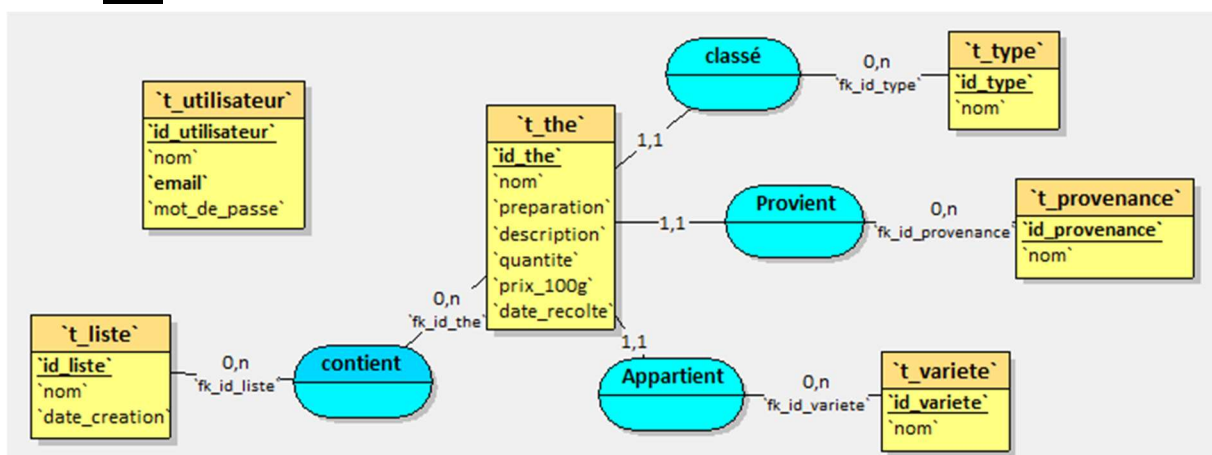 classé
0,n
`fk_id_type`
`t_type`
`id_type`
`nom`
`t_utilisateur`
`id_utilisateur`
`nom`
`email`
`mot_de_passe`
`t_the`
`id_the`
`nom`
`preparation`
`description`
`quantite`
`prix_100g`
`date_recolte`
1,1
1,1
Provient
0,n
`fk_id_provenance`
`t_provenance`
`id_provenance`
`nom`
`t_liste`
`id_liste`
`nom`
`date_creation`
0,n
`fk_id_liste`
contient
0,n
`fk_id_the`
1,1
Appartient
0,n
`fk_id_variete`
`t_variete`
`id_variete`
`nom`